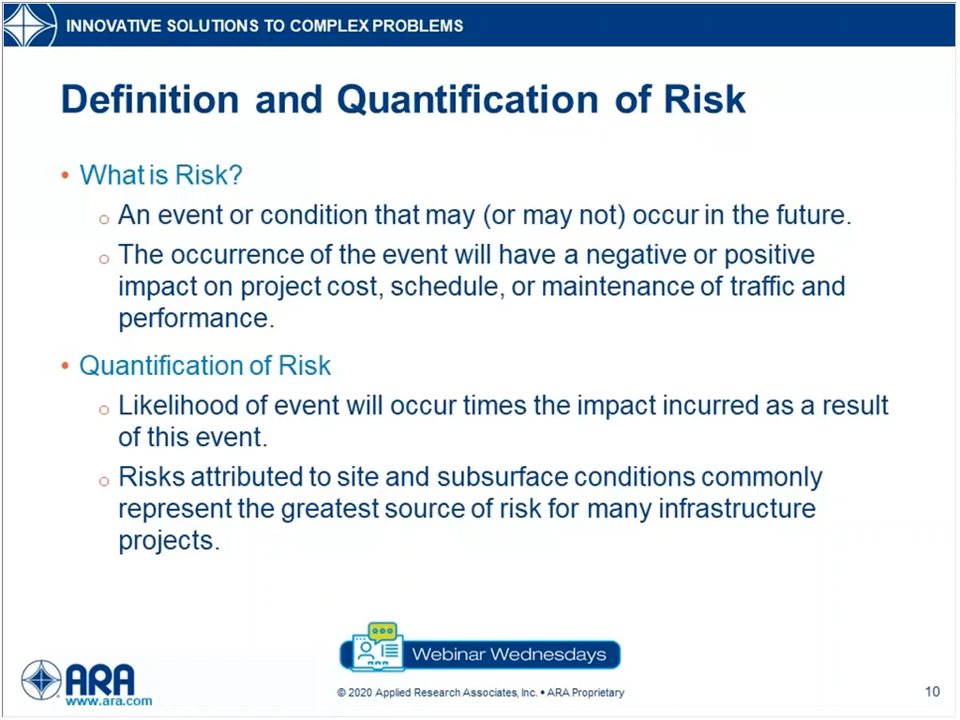 INNOVATIVE SOLUTIONS TO COMPLEX PROBLEMS
Definition and Quantification of Risk
• What is Risk?
o An event or condition that may (or may not) occur in the future.
o The occurrence of the event will have a negative or positive
impact on project cost, schedule, or maintenance of traffic and
performance.
• Quantification of Risk
o Likelihood of event will occur times the impact incurred as a result
of this event.
o Risks attributed to site and subsurface conditions commonly
represent the greatest source of risk for many infrastructure
projects.
ARA
Webinar Wednesdays
ARA
www.ara.com
© 2020 Applied Research Associates, Inc. • ARA Proprietary
10